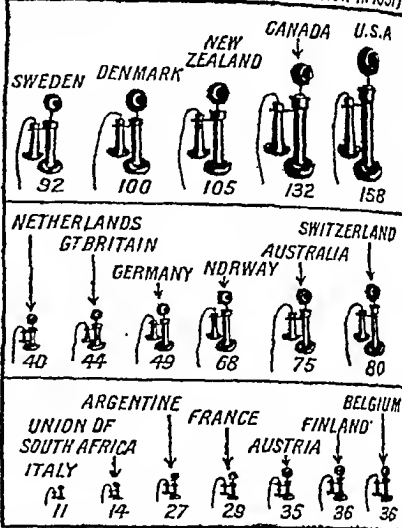 IN 1931)
CANADA U.S.A
NEW
ZEALAND
SWEDEN DENMARK
92 100 105 132 158
NETHERLANDS
GT BRITAIN
SWITZERLAND
AUSTRALIA
GERMANY NORWAY
40 44 49 68 75 80
ARGENTINE
FRANCE
BELGIUM
UNION OF
SOUTH AFRICA
FINLAND
AUSTRIA
ITALY
11 14 27 29 35 36 36